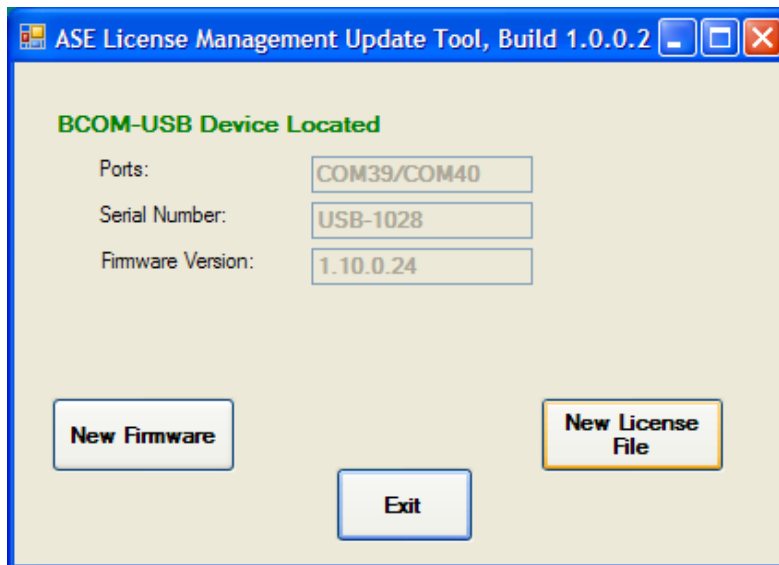 ASE License Management Update Tool, Build 1.0.0.2
BCOM-USB Device Located
Ports:
COM39/COM40
Serial Number:
USB-1028
Firmware Version:
1.10.0.24
New Firmware
New License
File
Exit